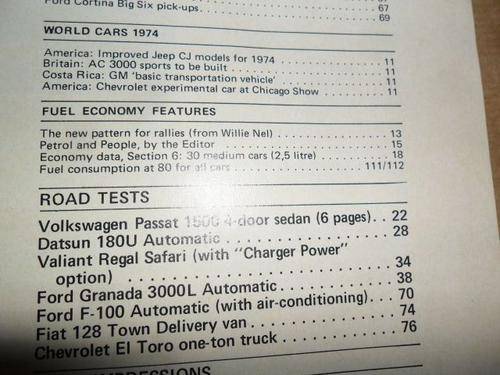 Ford Cortina Big Six pick-ups. . . . . . . . . . . . . . . . 67
69
WORLD CARS 1974
America: Improved Jeep CJ models for 1974 . . . . . . . . . . . . . 11
Britain: AC 3000 sports to be built . . . . . . . . . . . . . . . . . 11
Costa Rica: GM 'basic transportation vehicle' . . . . . . . . . . . 11
America: Chevrolet experimental car at Chicago Show . . . . . . . . 11
FUEL ECONOMY FEATURES
The new pattern for rallies (from Willie Nel) . . . . . . . . . . . . 13
Petrol and People, by the Editor . . . . . . . . . . . . . . . . . . 15
Economy data, Section 6: 30 medium cars (2,5 litre) . . . . . . . . 18
Fuel consumption at 80 for all cars . . . . . . . . . . . . . . 111/112
ROAD TESTS
Volkswagen Passat 1500 4-door sedan (6 pages). . 22
Datsun 180U Automatic . . . . . . . . . . . . . . . 28
Valiant Regal Safari (with "Charger Power"
option) . . . . . . . . . . . . . . . . . . . . . . . 34
Ford Granada 3000L Automatic . . . . . . . . . . . 38
Ford F-100 Automatic (with air-conditioning) . . . . 70
Fiat 128 Town Delivery van . . . . . . . . . . . . . 74
Chevrolet El Toro one-ton truck . . . . . . . . . . . 76